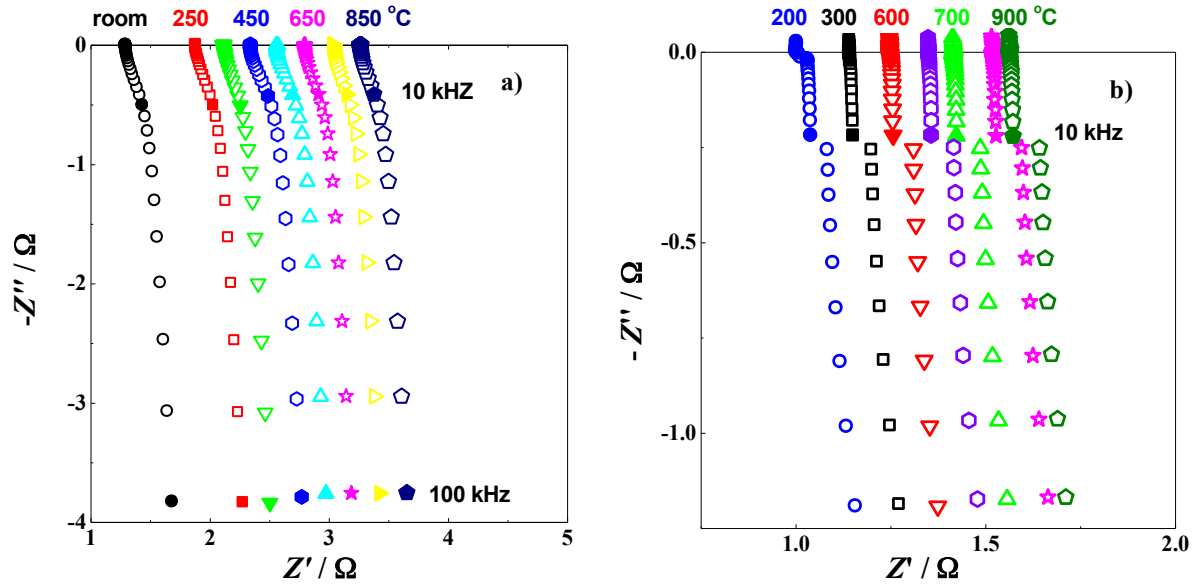 room 250 450 650 850 °C
a)
10 kHZ
100 kHz
0
-1
-2
-3
-4
1 2 3 4 5
-Z'' / Ω
Z' / Ω
200 300 600 700 900 °C
b)
10 kHz
0.0
-0.5
-1.0
1.0 1.5 2.0
- Z'' / Ω
Z' / Ω